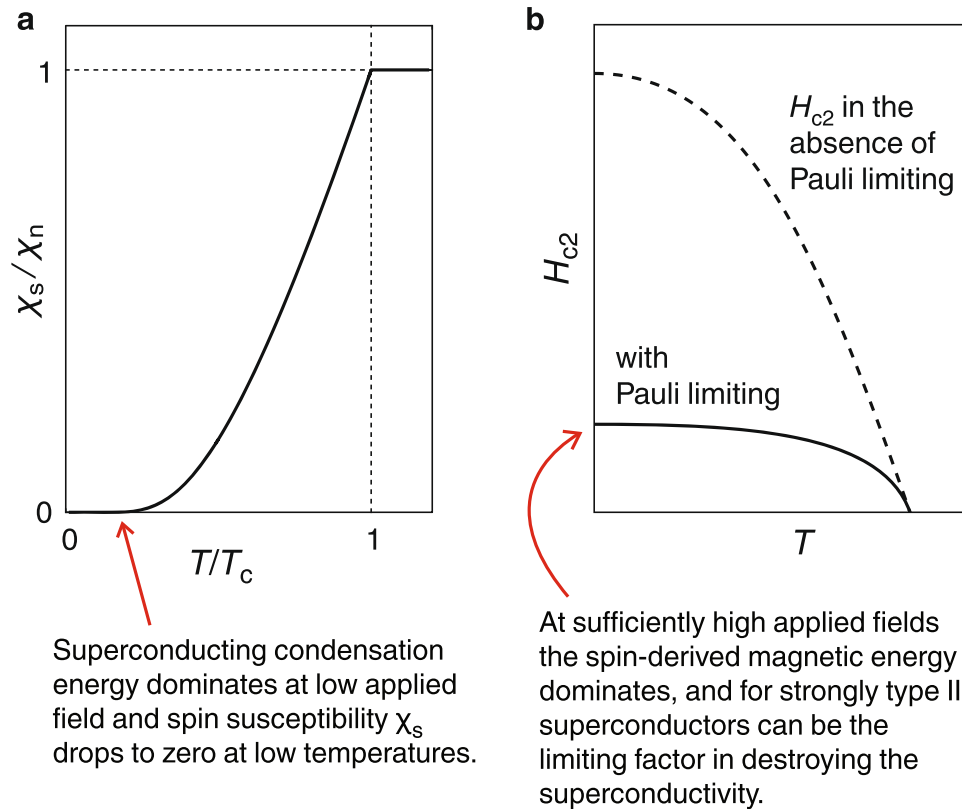 a
1
χs/χn
0
0
1
T/Tc
Superconducting condensation
energy dominates at low applied
field and spin susceptibility χs
drops to zero at low temperatures.
b
Hc2 in the
absence of
Pauli limiting
Hc2
with
Pauli limiting
T
At sufficiently high applied fields
the spin-derived magnetic energy
dominates, and for strongly type II
superconductors can be the
limiting factor in destroying the
superconductivity.